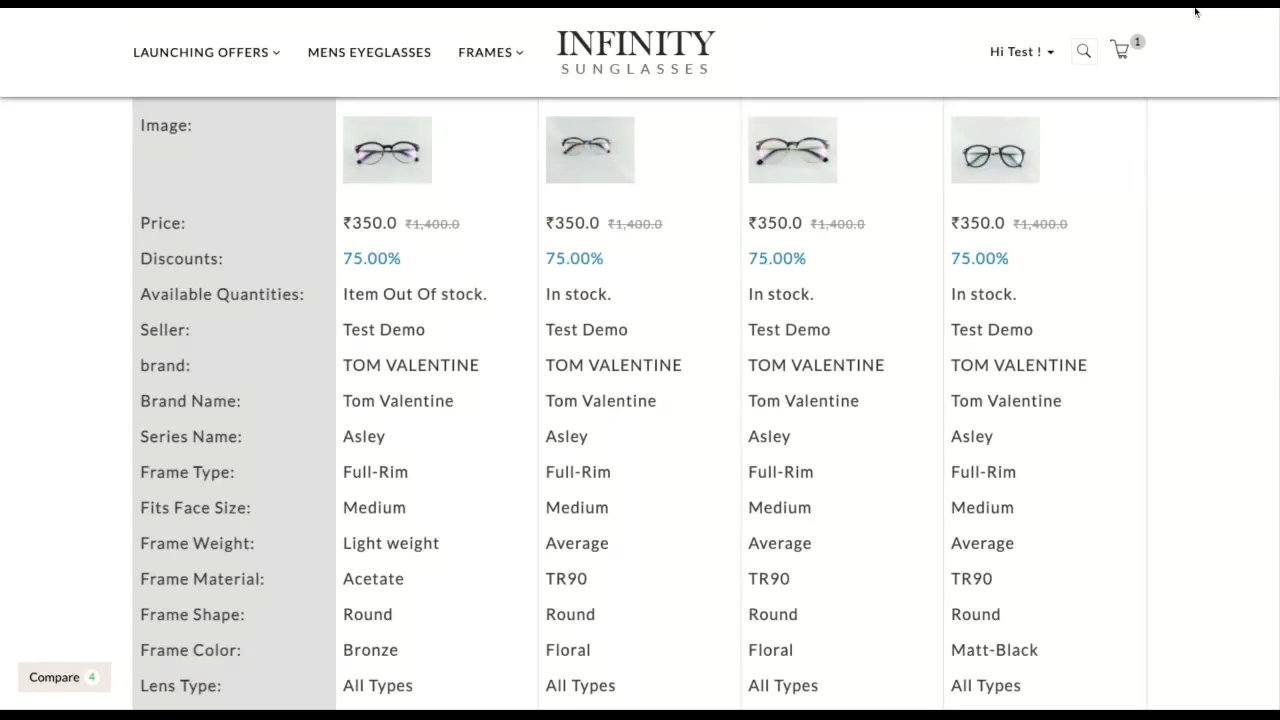 LAUNCHING OFFERS MENS EYEGLASSES FRAMES INFINITY SUNGLASSES Hi Test ! 1
Image:
Price: ₹350.0 ₹1,400.0 ₹350.0 ₹1,400.0 ₹350.0 ₹1,400.0 ₹350.0 ₹1,400.0
Discounts: 75.00% 75.00% 75.00% 75.00%
Available Quantities: Item Out Of stock. In stock. In stock. In stock.
Seller: Test Demo Test Demo Test Demo Test Demo
brand: TOM VALENTINE TOM VALENTINE TOM VALENTINE TOM VALENTINE
Brand Name: Tom Valentine Tom Valentine Tom Valentine Tom Valentine
Series Name: Asley Asley Asley Asley
Frame Type: Full-Rim Full-Rim Full-Rim Full-Rim
Fits Face Size: Medium Medium Medium Medium
Frame Weight: Light weight Average Average Average
Frame Material: Acetate TR90 TR90 TR90
Frame Shape: Round Round Round Round
Frame Color: Bronze Floral Floral Matt-Black
Compare 4
Lens Type: All Types All Types All Types All Types